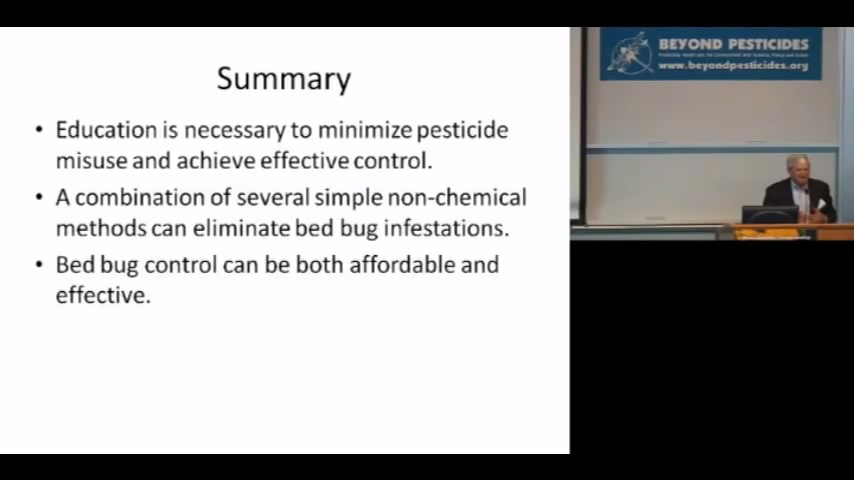 Summary
• Education is necessary to minimize pesticide
misuse and achieve effective control.
• A combination of several simple non-chemical
methods can eliminate bed bug infestations.
• Bed bug control can be both affordable and
effective.
BEYOND PESTICIDES
www.beyondpesticides.org